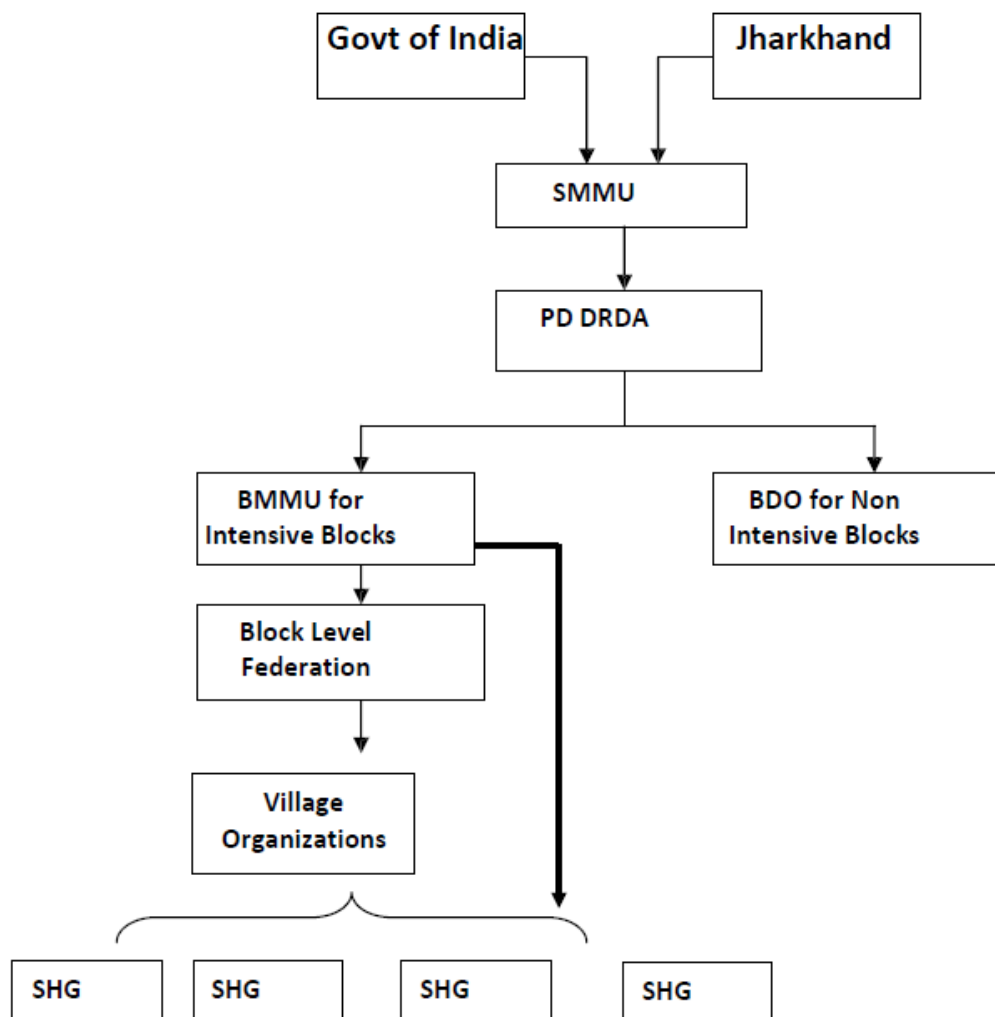 Govt of India
Jharkhand
SMMU
PD DRDA
BMMU for
Intensive Blocks
BDO for Non
Intensive Blocks
Block Level
Federation
Village
Organizations
SHG
SHG
SHG
SHG